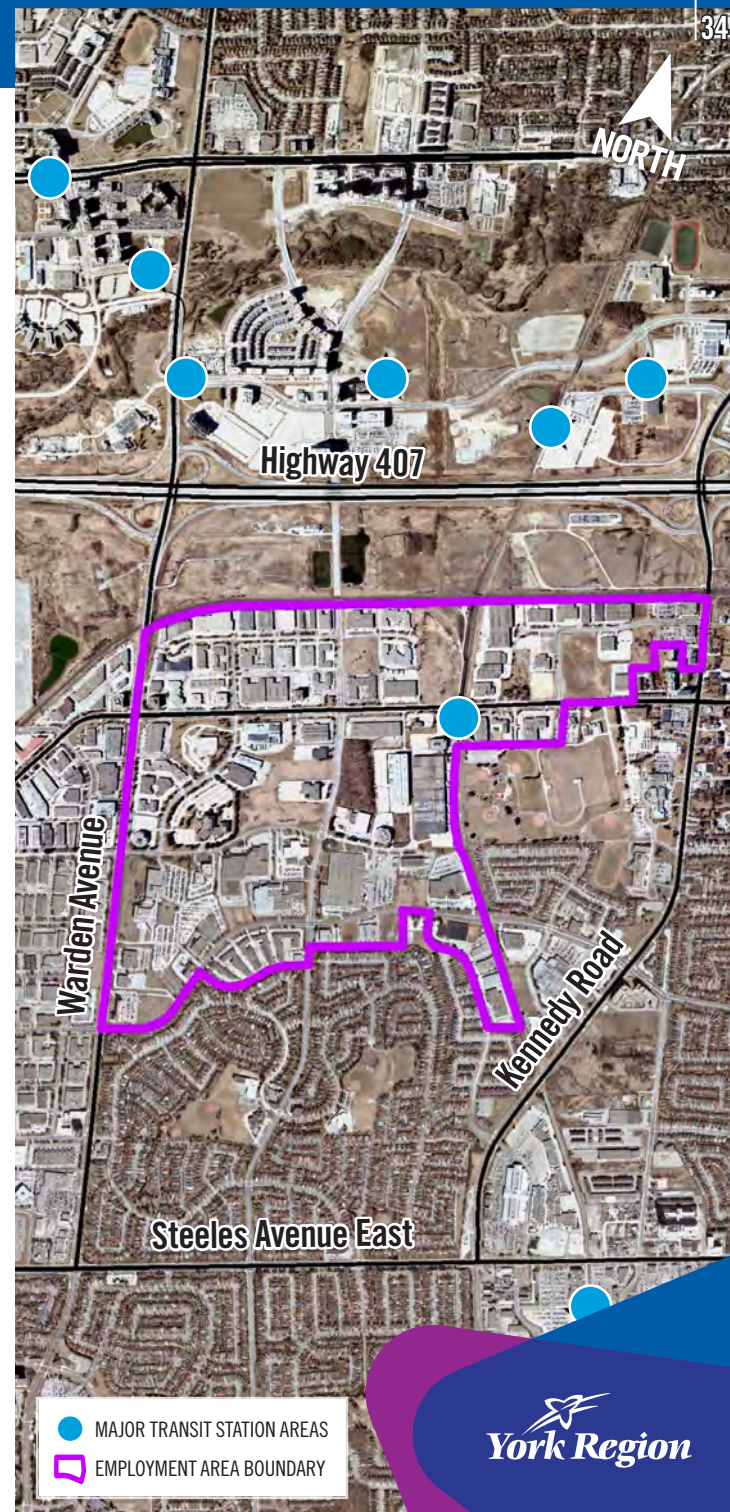 34
NORTH
Highway 407
Warden Avenue
Kennedy Road
Steeles Avenue East
MAJOR TRANSIT STATION AREAS
EMPLOYMENT AREA BOUNDARY
York Region